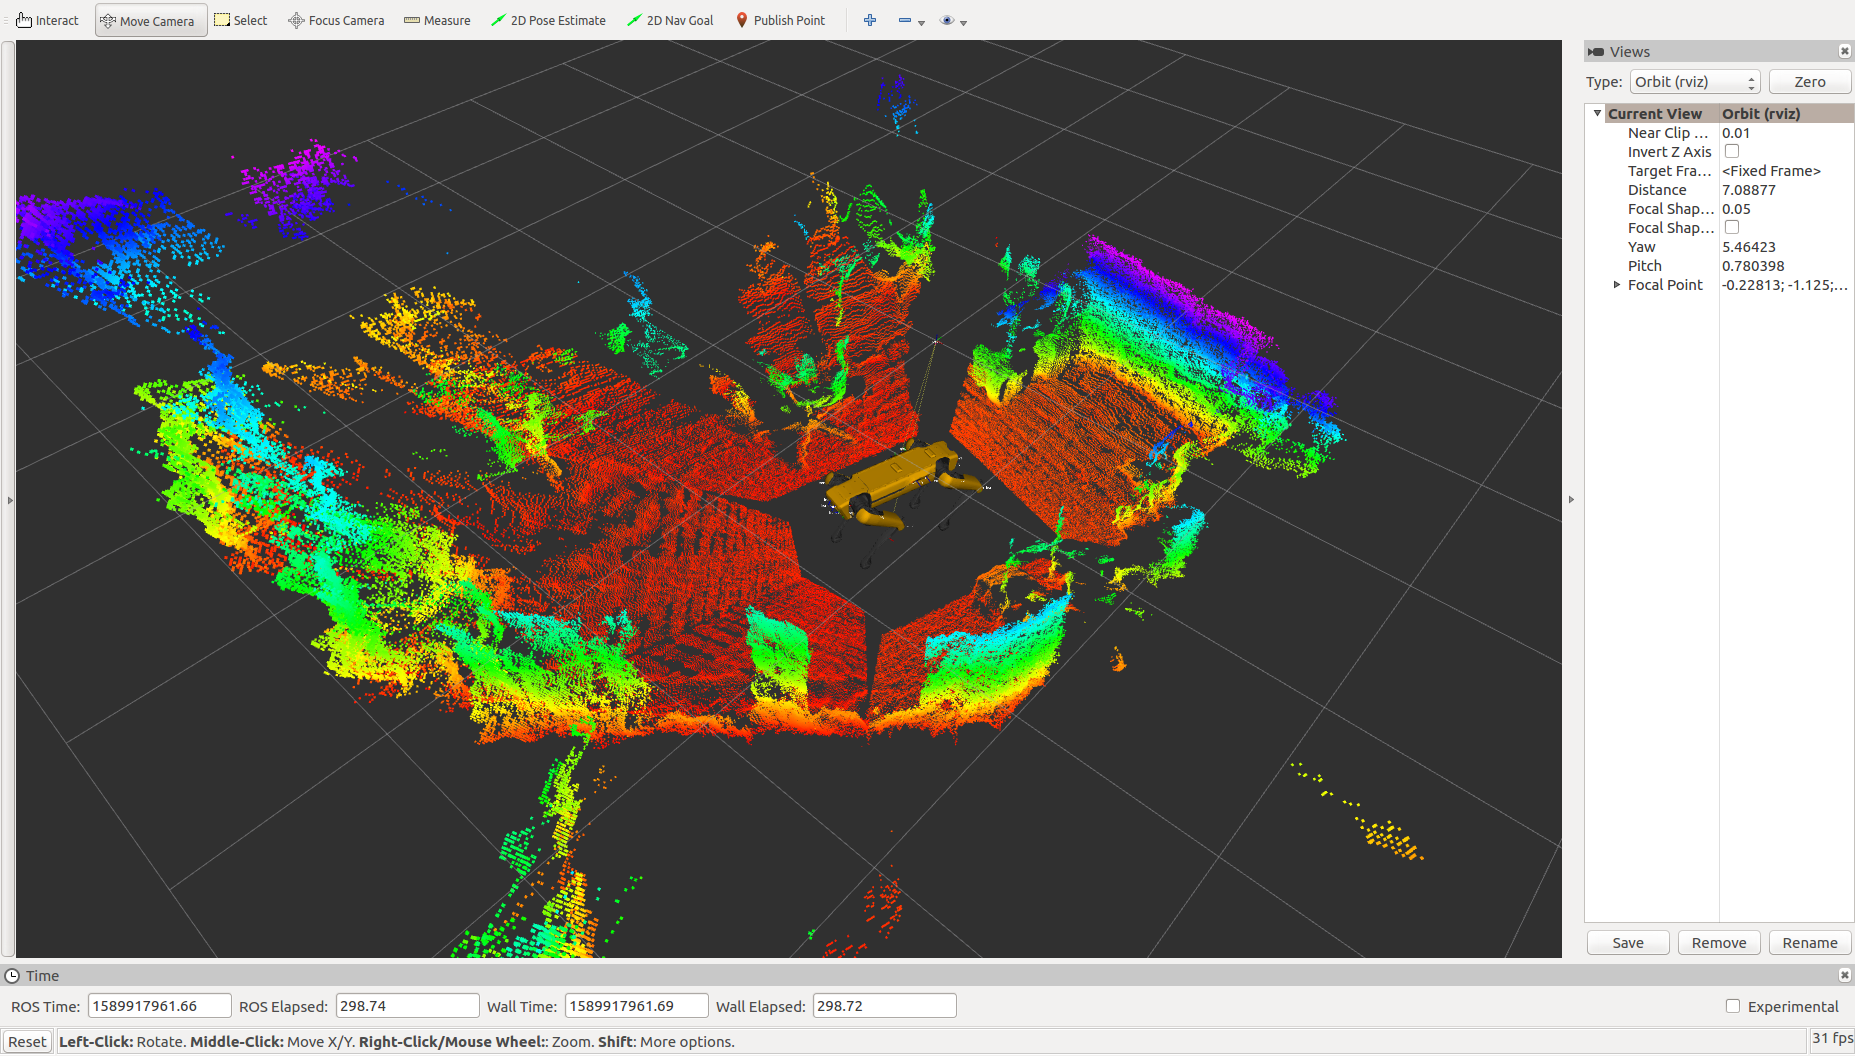 Interact Move Camera Select Focus Camera Measure 2D Pose Estimate 2D Nav Goal Publish Point
Views
Type: Orbit (rviz) Zero
Current View Orbit (rviz)
Near Clip ... 0.01
Invert Z Axis
Target Fra... <Fixed Frame>
Distance 7.08877
Focal Shap... 0.05
Focal Shap...
Yaw 5.46423
Pitch 0.780398
Focal Point -0.22813; -1.125;...
Save Remove Rename
Time
ROS Time: 1589917961.66 ROS Elapsed: 298.74 Wall Time: 1589917961.69 Wall Elapsed: 298.72 Experimental
Reset Left-Click: Rotate. Middle-Click: Move X/Y. Right-Click/Mouse Wheel:: Zoom. Shift: More options. 31 fps